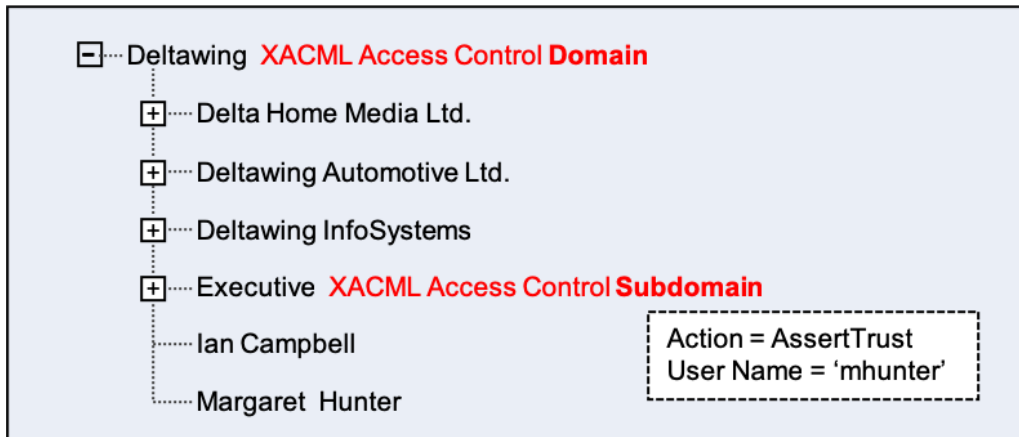 Deltawing XACML Access Control Domain
Delta Home Media Ltd.
Deltawing Automotive Ltd.
Deltawing InfoSystems
Executive XACML Access Control Subdomain
Ian Campbell
Margaret Hunter
Action = AssertTrust
User Name = ‘mhunter’